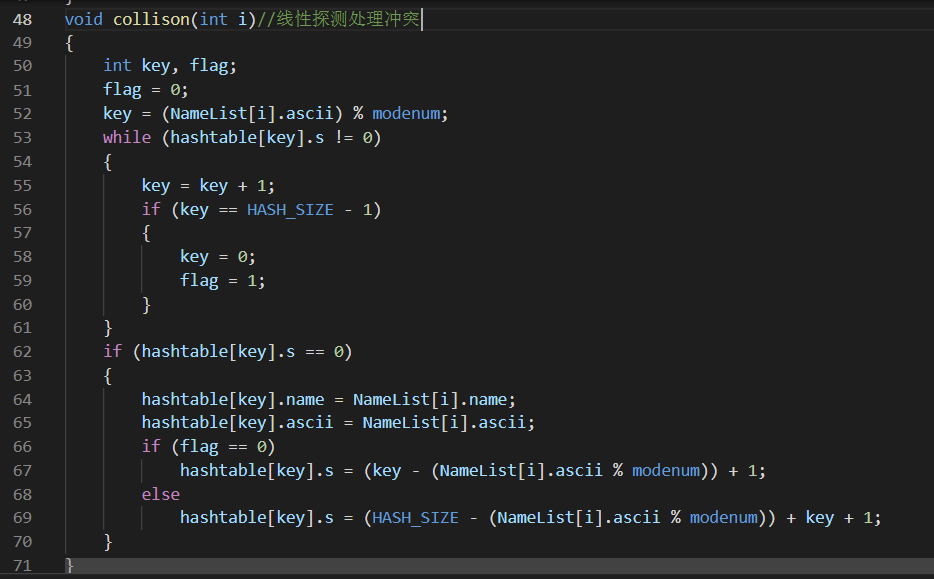 48 void collison(int i)//线性探测处理冲突
49 {
50 int key, flag;
51 flag = 0;
52 key = (NameList[i].ascii) % modenum;
53 while (hashtable[key].s != 0)
54 {
55 key = key + 1;
56 if (key == HASH_SIZE - 1)
57 {
58 key = 0;
59 flag = 1;
60 }
61 }
62 if (hashtable[key].s == 0)
63 {
64 hashtable[key].name = NameList[i].name;
65 hashtable[key].ascii = NameList[i].ascii;
66 if (flag == 0)
67 hashtable[key].s = (key - (NameList[i].ascii % modenum)) + 1;
68 else
69 hashtable[key].s = (HASH_SIZE - (NameList[i].ascii % modenum)) + key + 1;
70 }
71 }